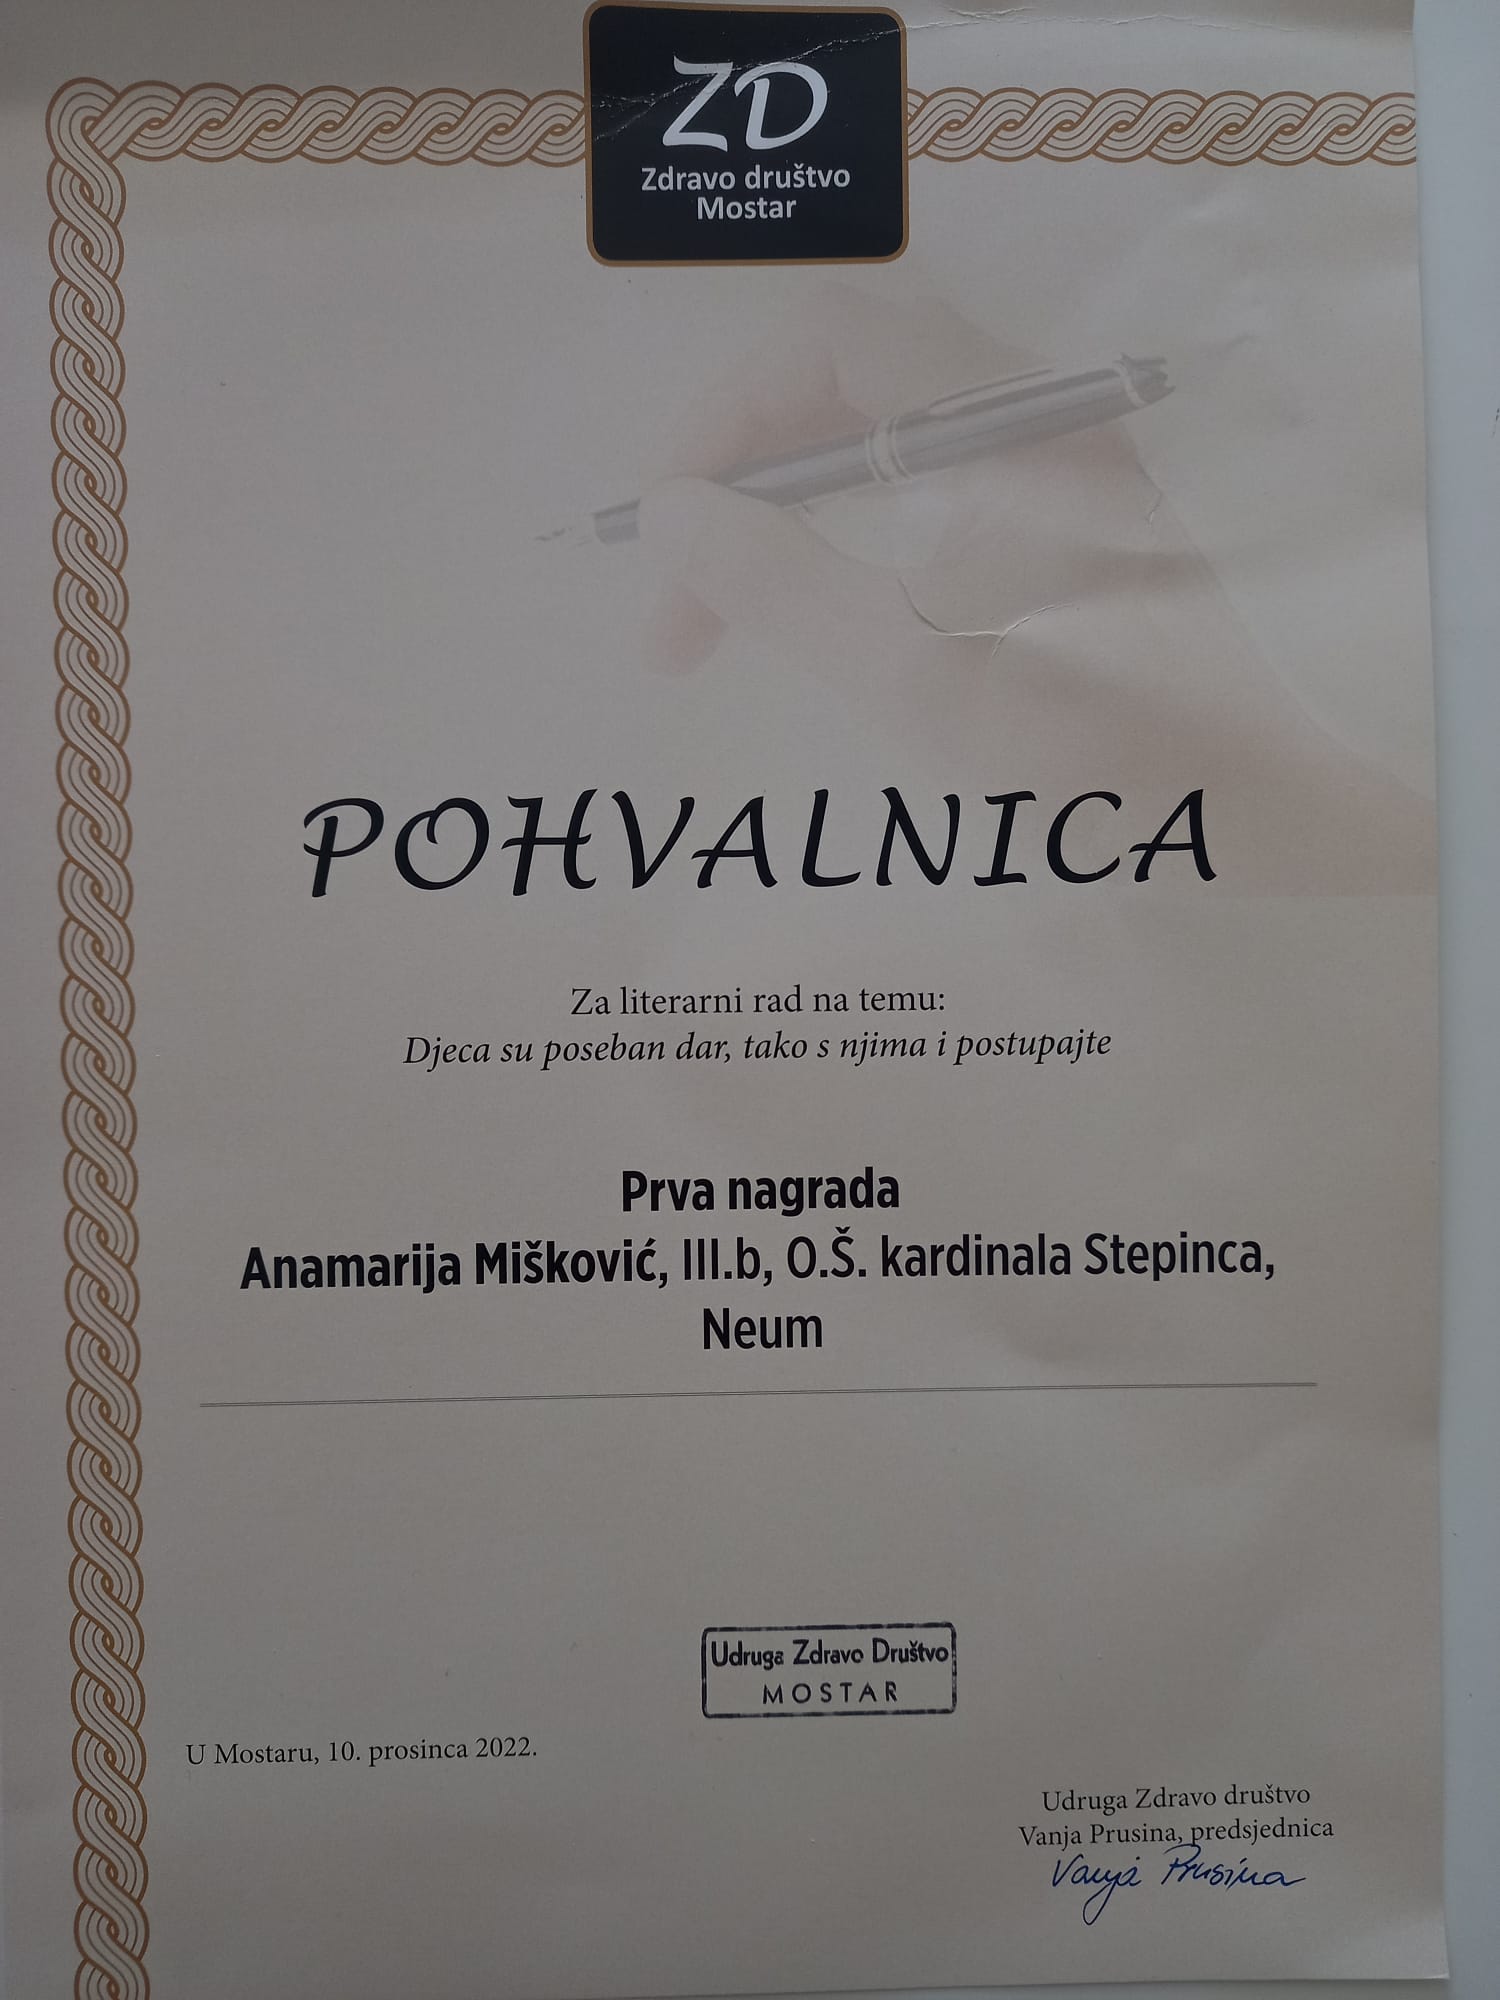 ZD
Zdravo društvo
Mostar
POHVALNICA
Za literarni rad na temu:
Djeca su poseban dar, tako s njima i postupajte
Prva nagrada
Anamarija Mišković, III.b, O.Š. kardinala Stepinca,
Neum
Udruga Zdravo Društvo
MOSTAR
U Mostaru, 10. prosinca 2022.
Udruga Zdravo društvo
Vanja Prusina, predsjednica
Vanja Prusina